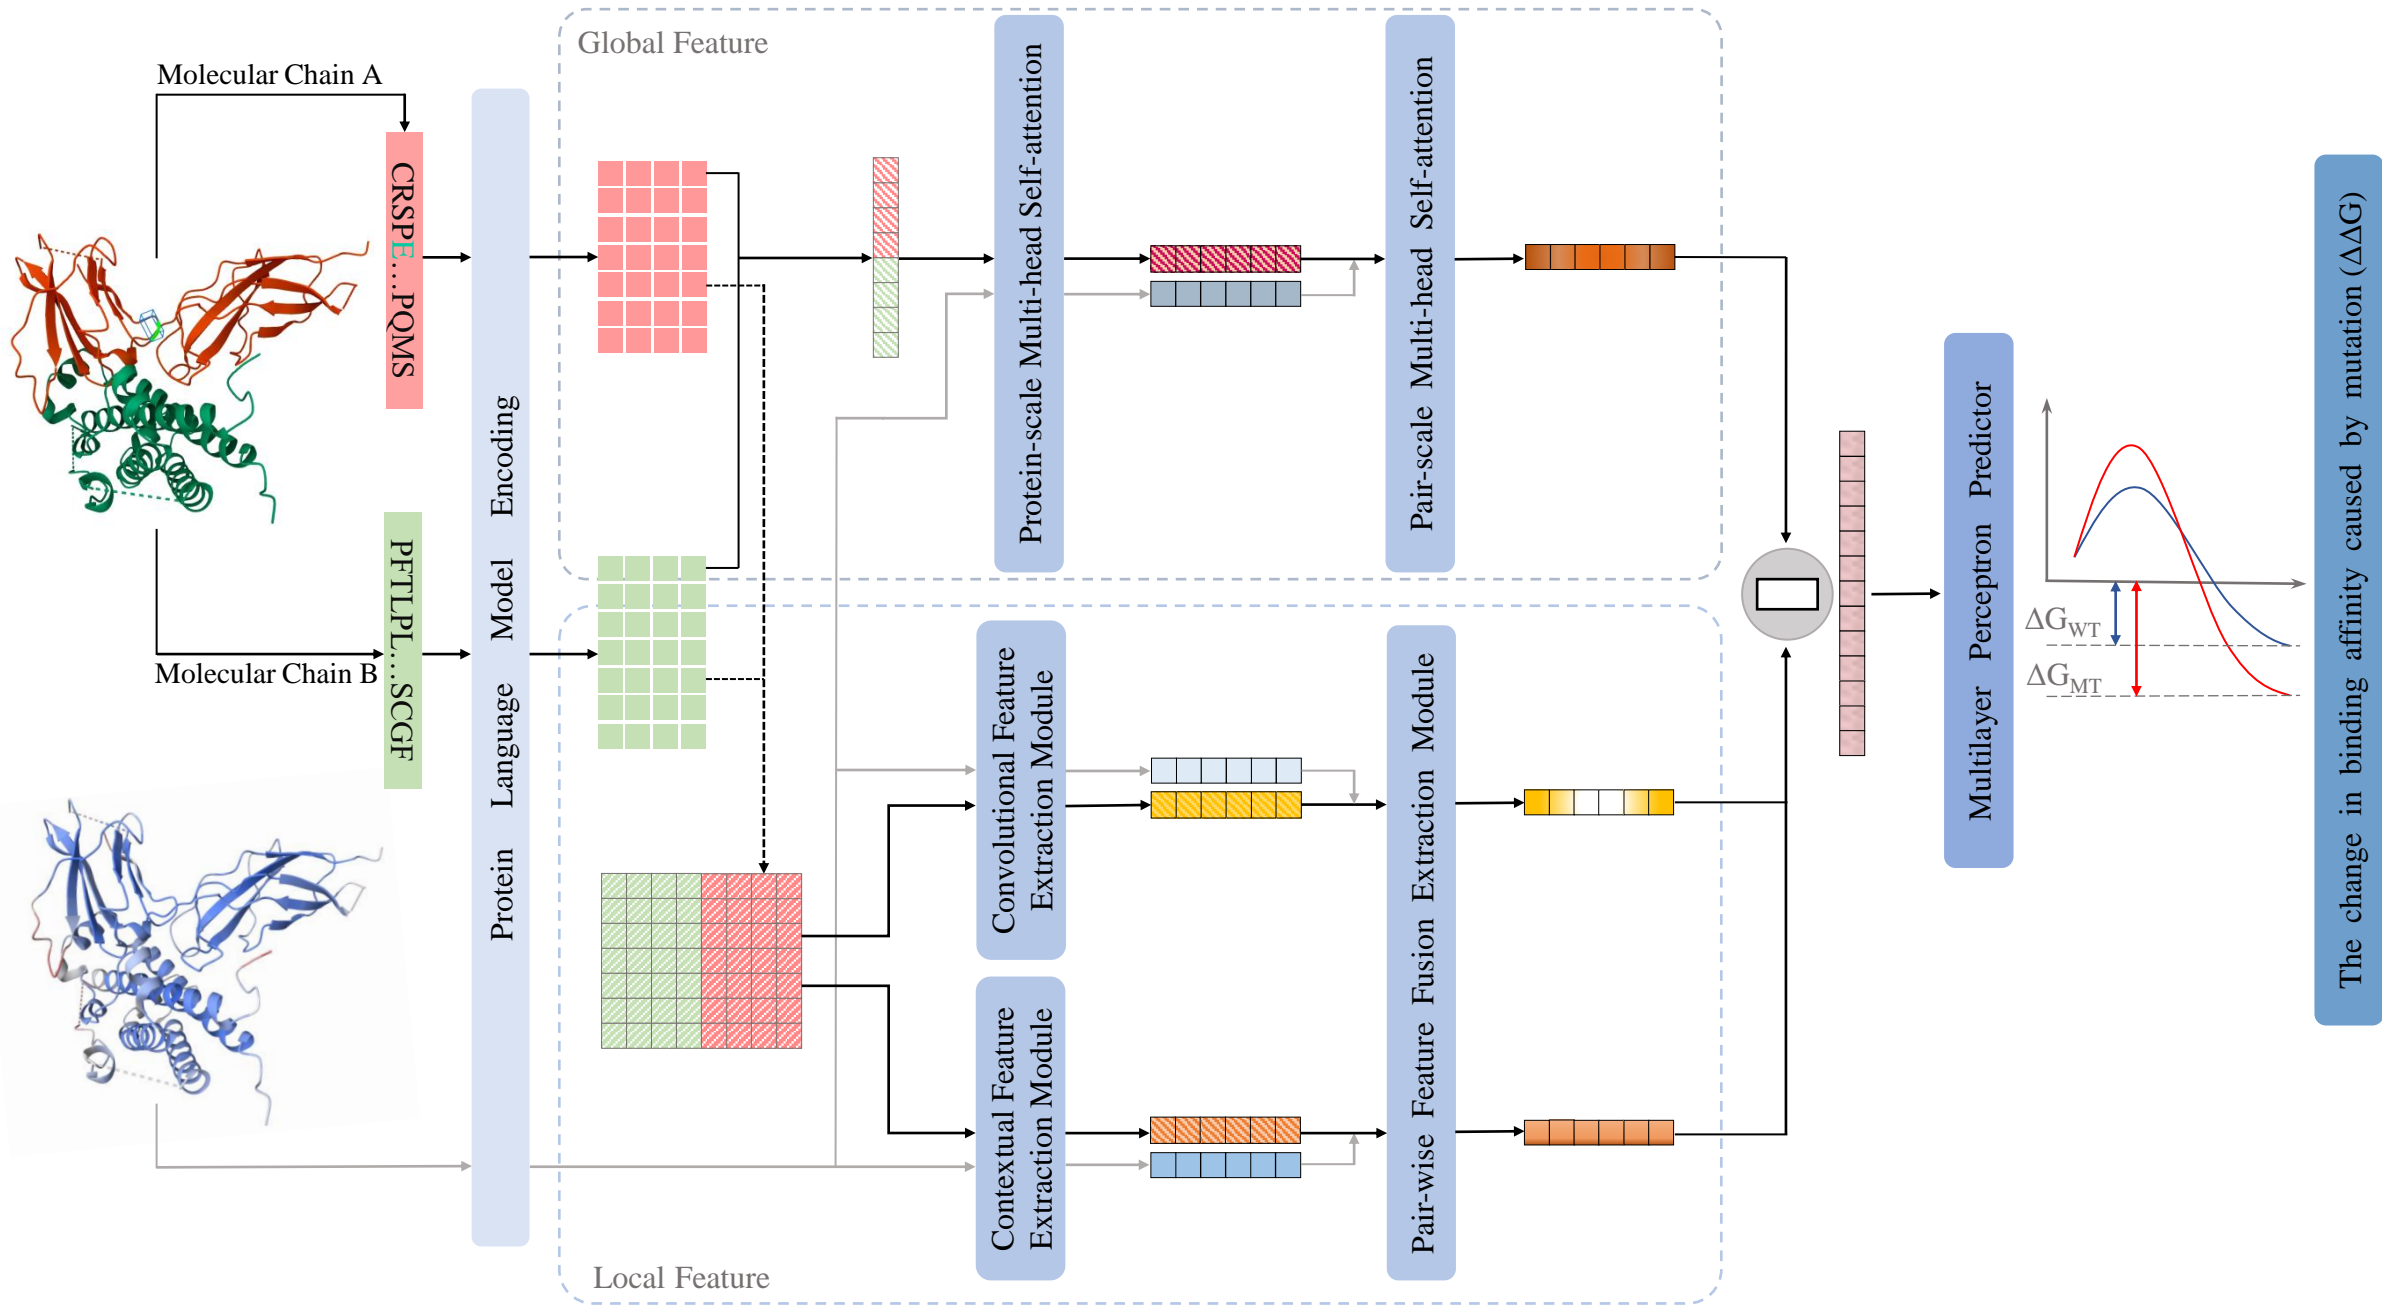 Global Feature
Molecular Chain A
CRSPE...PQMS
Molecular Chain B
PFTLPL...SCGF
Protein Language Model Encoding
Protein-scale Multi-head Self-attention
Pair-scale Multi-head Self-attention
Convolutional Feature
Extraction Module
Contextual Feature
Extraction Module
Pair-wise Feature Fusion Extraction Module
Local Feature
Multilayer Perceptron Predictor
ΔG_WT
ΔG_MT
The change in binding affinity caused by mutation (ΔΔG)